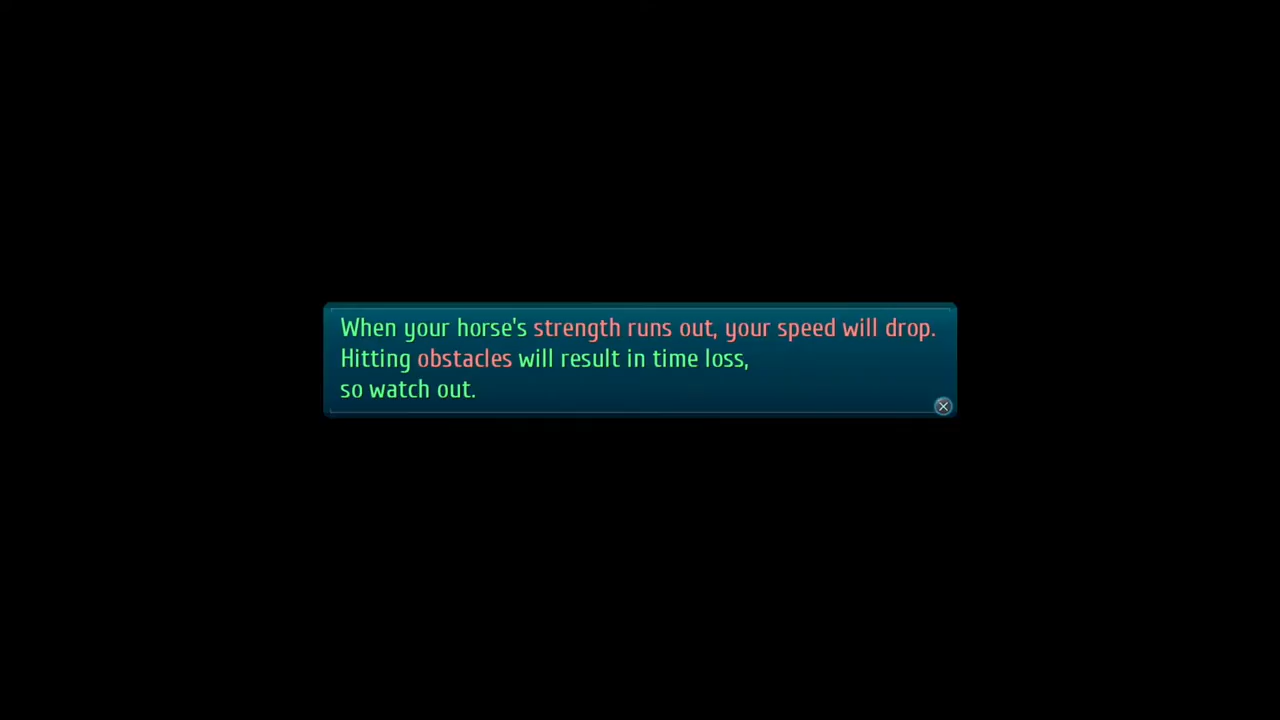 When your horse's strength runs out, your speed will drop.
Hitting obstacles will result in time loss,
so watch out.